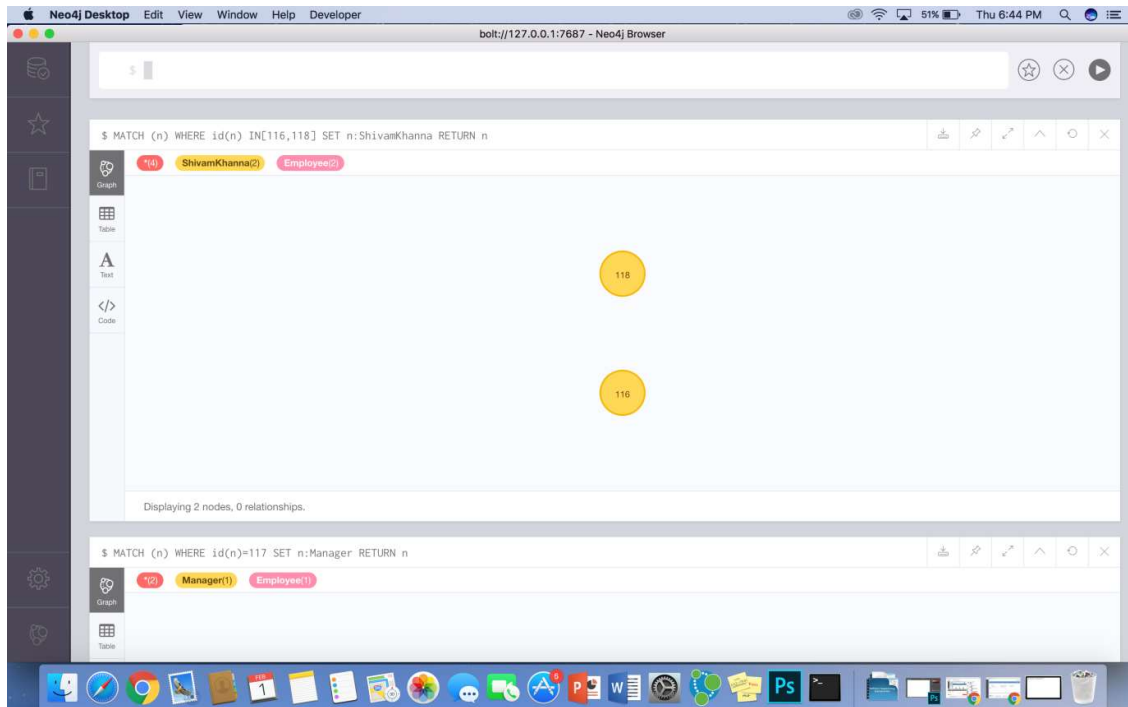 Neo4j Desktop Edit View Window Help Developer 51% Thu 6:44 PM
bolt://127.0.0.1:7687 - Neo4j Browser
$
$ MATCH (n) WHERE id(n) IN[116,118] SET n:ShivamKhanna RETURN n
*(4) ShivamKhanna(2) Employee(2)
Graph
Table
A
Text
118
</>
Code
116
Displaying 2 nodes, 0 relationships.
$ MATCH (n) WHERE id(n)=117 SET n:Manager RETURN n
*(2) Manager(1) Employee(1)
Graph
Table
FEB
1
P
W
Ps